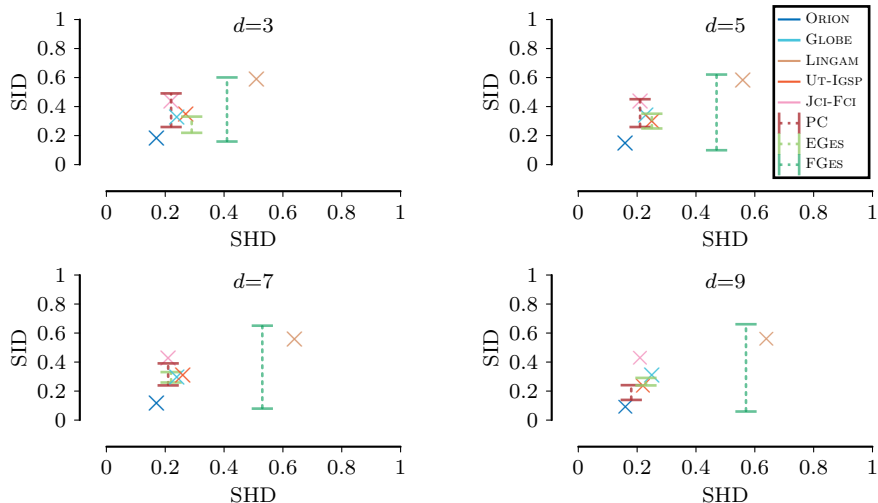 d=3
1
0.8
0.6
0.4
0.2
0
SID
0 0.2 0.4 0.6 0.8 1
SHD
d=5
1
0.8
0.6
0.4
0.2
0
SID
0 0.2 0.4 0.6 0.8 1
SHD
ORION
GLOBE
LINGAM
UT-IGSP
JCI-FCI
PC
EGES
FGES
d=7
1
0.8
0.6
0.4
0.2
0
SID
0 0.2 0.4 0.6 0.8 1
SHD
d=9
1
0.8
0.6
0.4
0.2
0
SID
0 0.2 0.4 0.6 0.8 1
SHD